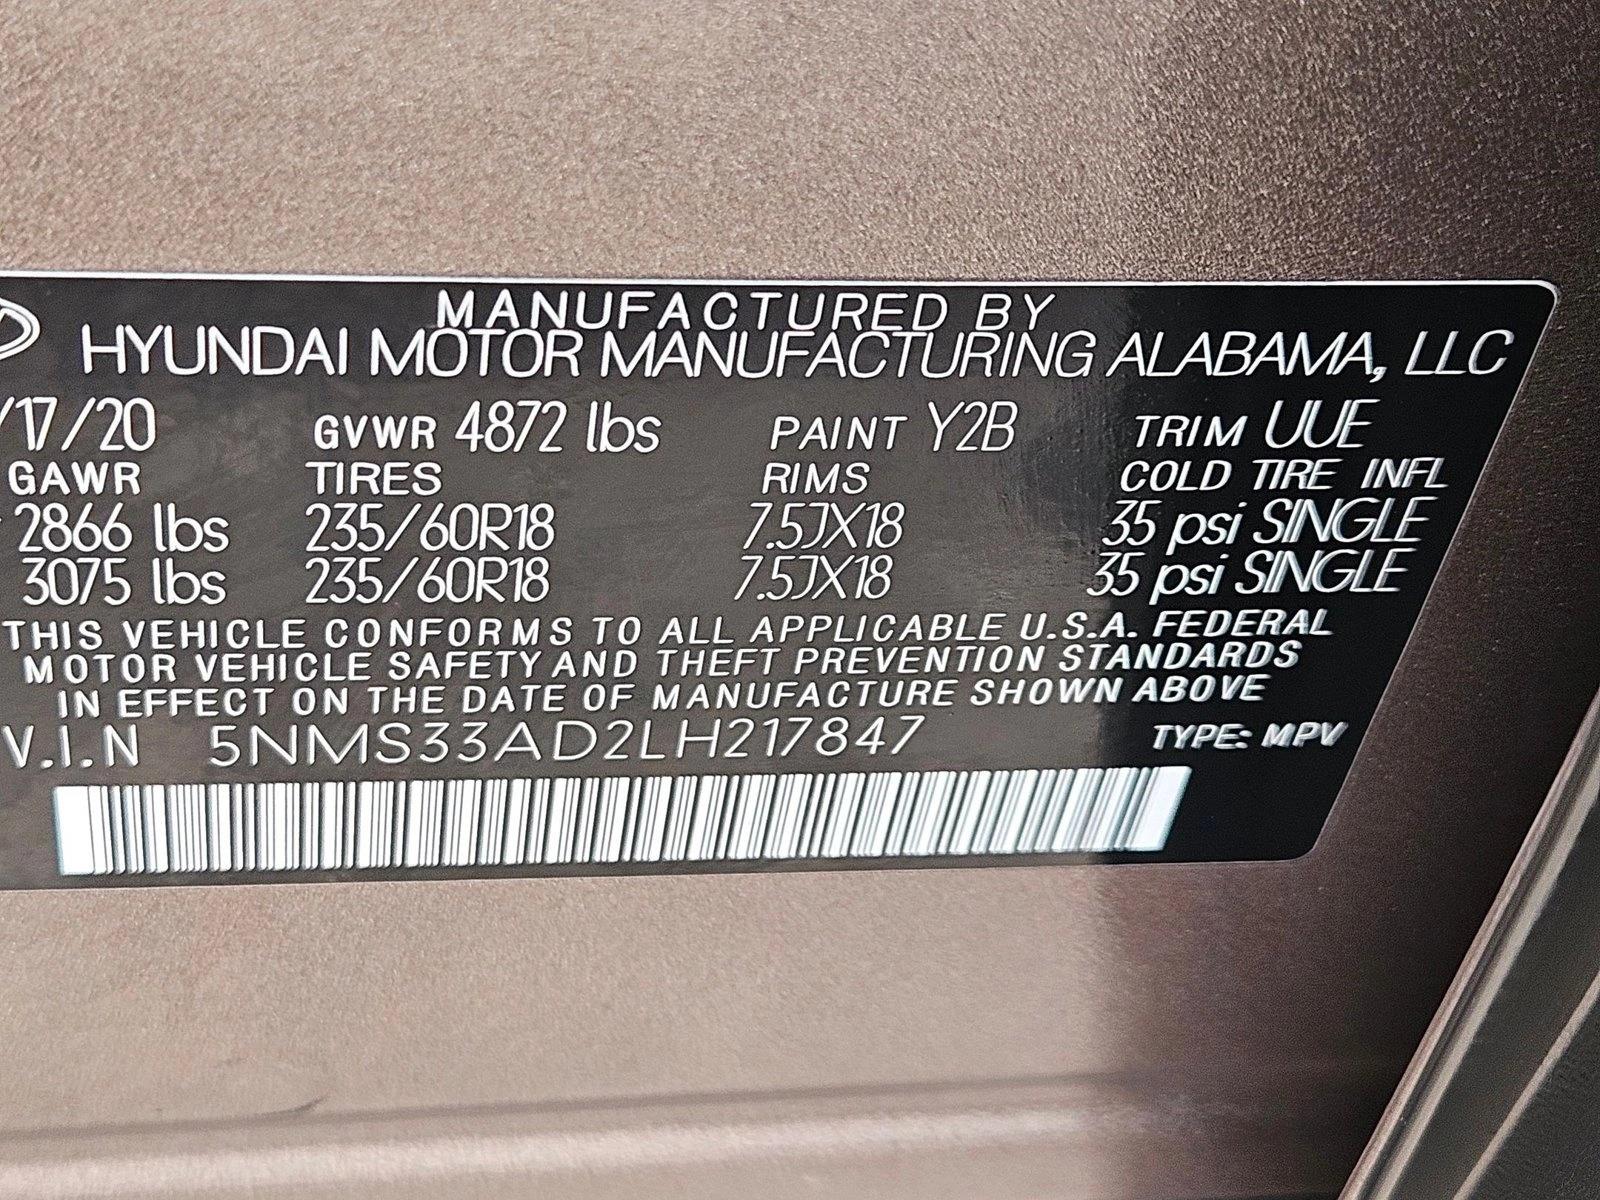 MANUFACTURED BY
HYUNDAI MOTOR MANUFACTURING ALABAMA, LLC
/17/20 GVWR 4872 lbs PAINT Y2B TRIM UUE
GAWR TIRES RIMS COLD TIRE INFL
2866 lbs 235/60R18 7.5JX18 35 psi SINGLE
3075 lbs 235/60R18 7.5JX18 35 psi SINGLE
THIS VEHICLE CONFORMS TO ALL APPLICABLE U.S.A. FEDERAL
MOTOR VEHICLE SAFETY AND THEFT PREVENTION STANDARDS
IN EFFECT ON THE DATE OF MANUFACTURE SHOWN ABOVE
V.I.N 5NMS33AD2LH217847 TYPE: MPV